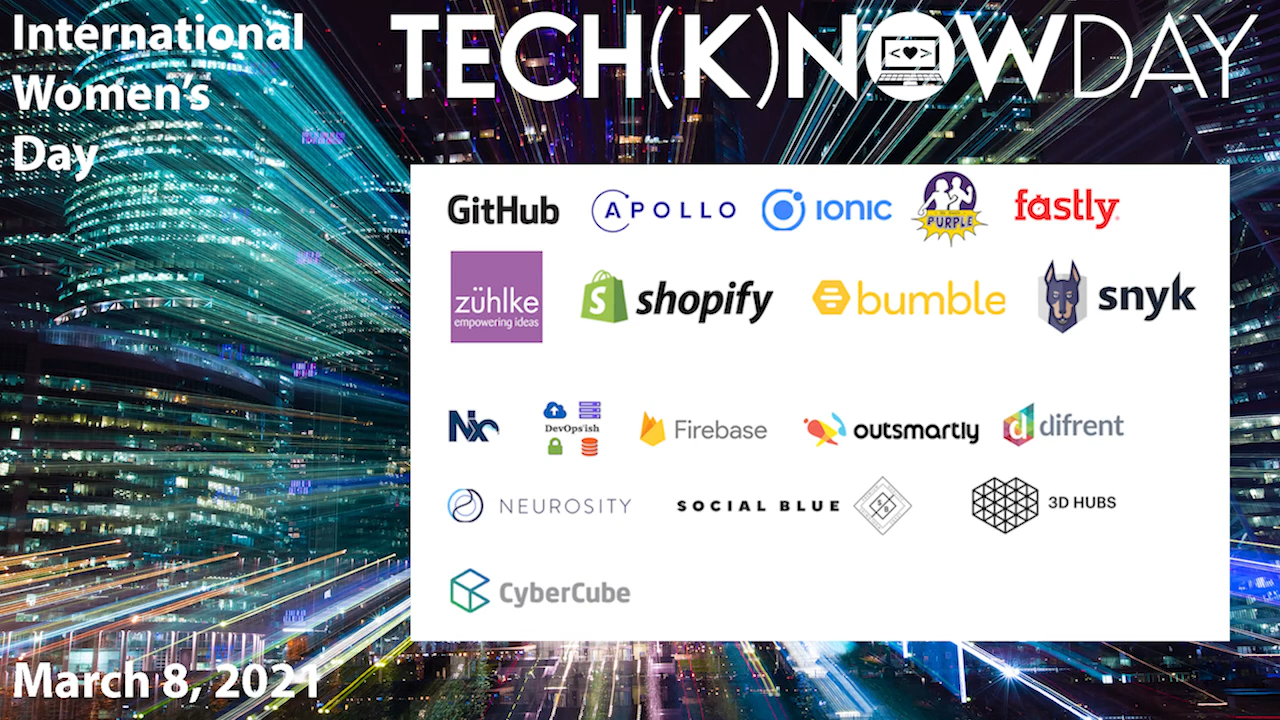 International
Women's
Day
TECH(K)NOWDAY
GitHub
APOLLO
IONIC
PURPLE
fastly
zühlke
empowering ideas
shopify
bumble
snyk
Nx
DevOps'ish
Firebase
outsmartly
difrent
NEUROSITY
SOCIAL BLUE
3D HUBS
CyberCube
March 8, 2021